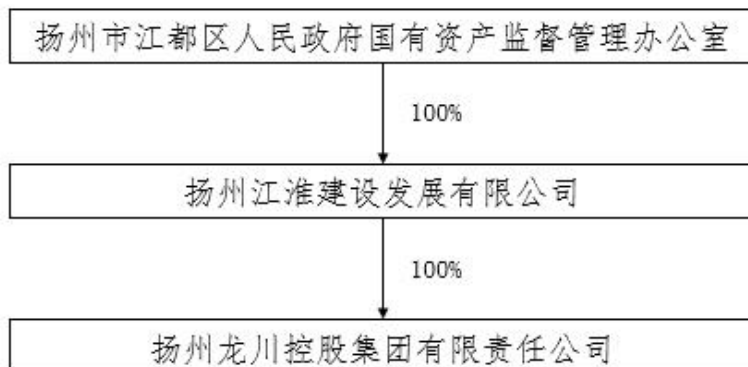 扬州市江都区人民政府国有资产监督管理办公室
100%
扬州江淮建设发展有限公司
100%
扬州龙川控股集团有限责任公司